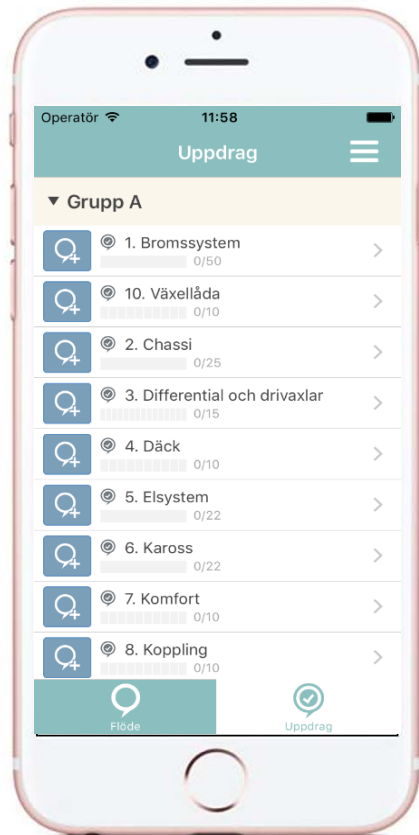 Operatör 11:58
Uppdrag
▼ Grupp A
1. Bromssystem
0/50
10. Växellåda
0/10
2. Chassi
0/25
3. Differential och drivaxlar
0/15
4. Däck
0/10
5. Elsystem
0/22
6. Kaross
0/22
7. Komfort
0/10
8. Koppling
0/10
Flöde Uppdrag